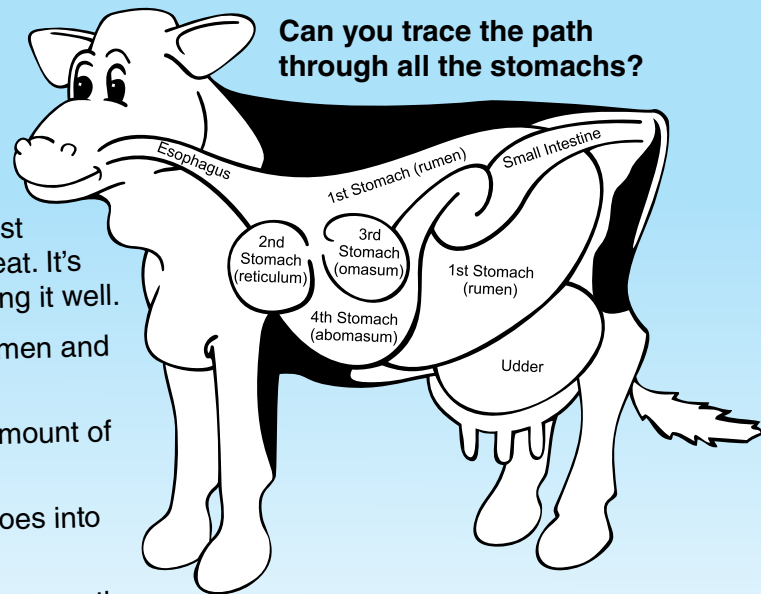 Can you trace the path
through all the stomachs?
Esophagus
1st Stomach (rumen)
Small Intestine
2nd
Stomach
(reticulum)
3rd
Stomach
(omasum)
1st Stomach
(rumen)
4th Stomach
(abomasum)
Udder
st
eat. It's
ng it well.
men and
mount of
oes into